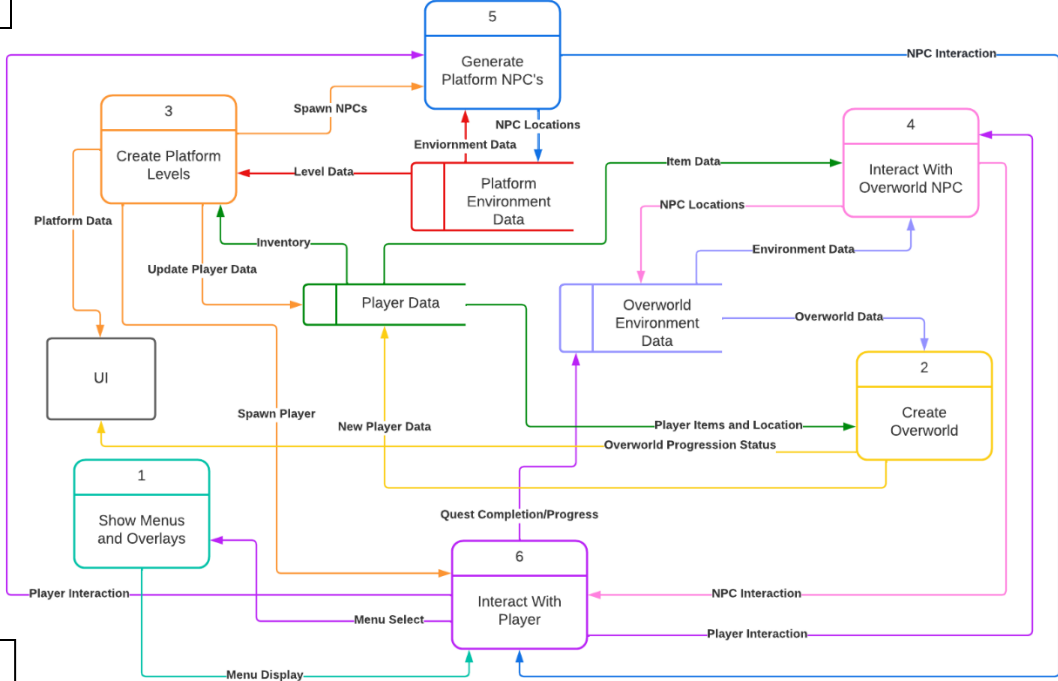 5
Generate
Platform NPC's
NPC Interaction
Spawn NPCs
3
Create Platform
Levels
NPC Locations
Enviornment Data
4
Interact With
Overworld NPC
Item Data
Level Data
Platform
Environment
Data
Platform Data
NPC Locations
Inventory
Environment Data
Update Player Data
Player Data
Overworld
Environment
Data
Overworld Data
UI
2
Create
Overworld
Spawn Player
New Player Data
Player Items and Location
Overworld Progression Status
1
Show Menus
and Overlays
Quest Completion/Progress
6
Interact With
Player
Player Interaction
NPC Interaction
Menu Select
Player Interaction
Menu Display